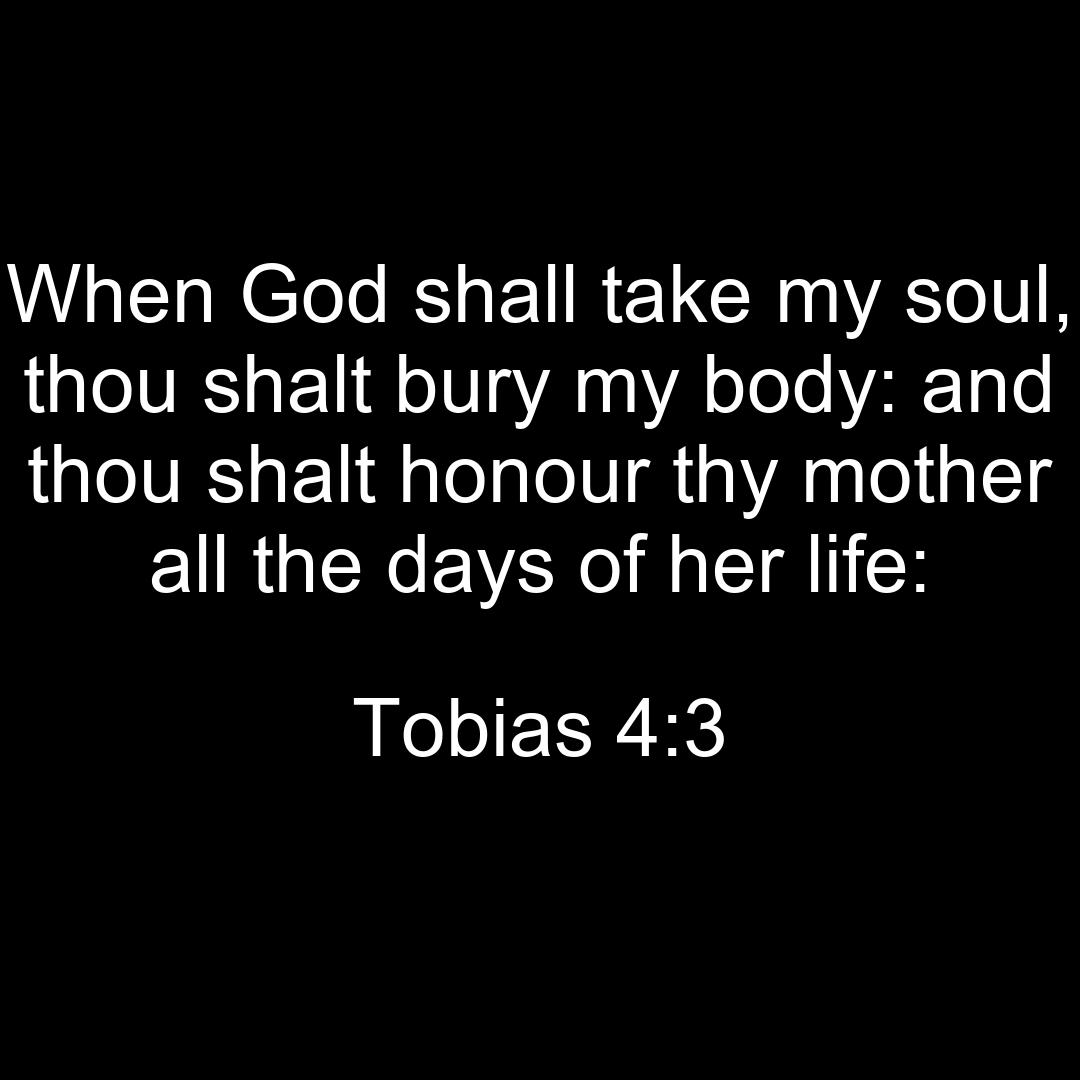 When God shall take my soul,
thou shalt bury my body: and
thou shalt honour thy mother
all the days of her life:
Tobias 4:3